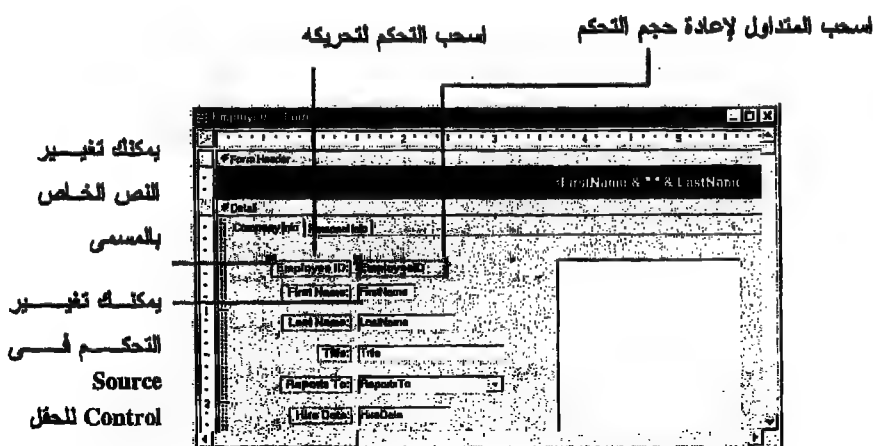 اسحب المتداول لإعادة حجم التحكم
اسحب التحكم لتحريكه
يمكنك تغيير
النص الخاص
بالمسمى
يمكنك تغيير
التحكم في
Source
Control للحقل
Employees : Form
Form Header
FirstName & " " & LastName
Detail
Company Info Personal Info
Employee ID: EmployeeID
First Name: FirstName
Last Name: LastName
Title: Title
Reports To: ReportsTo
Hire Date: HireDate